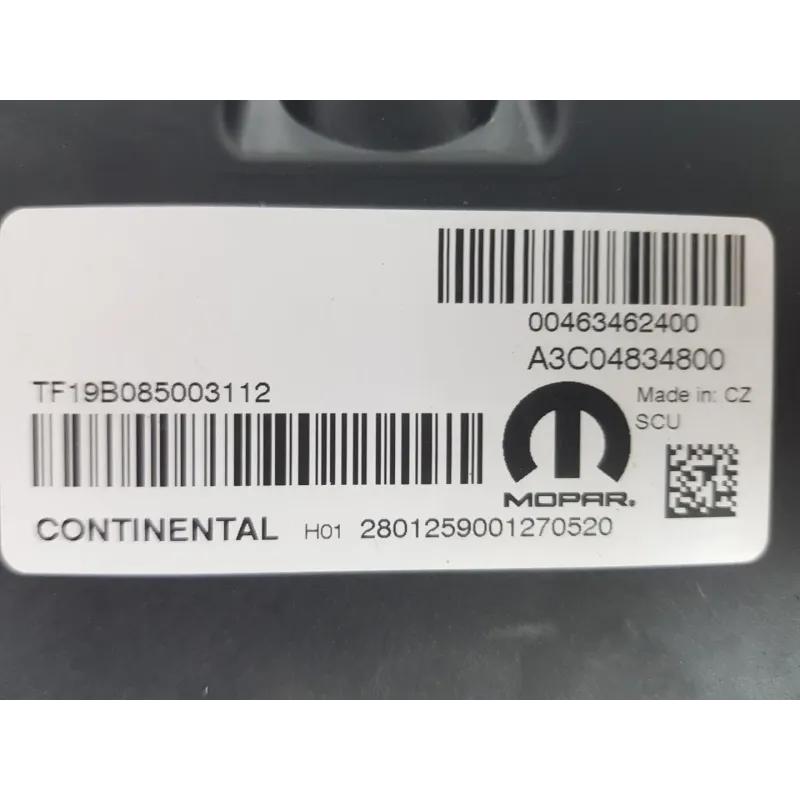 00463462400
A3C04834800
TF19B085003112
Made in: CZ
SCU
MOPAR.
CONTINENTAL H01 2801259001270520